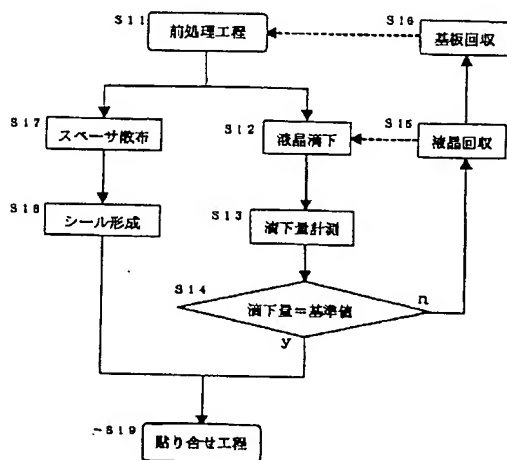 S11
前処理工程
S16
基板回収
S17
スペーサ散布
S12
液晶滴下
S15
液晶回収
S18
シール形成
S13
滴下量計測
S14
滴下量=基準値
n
y
S19
貼り合せ工程